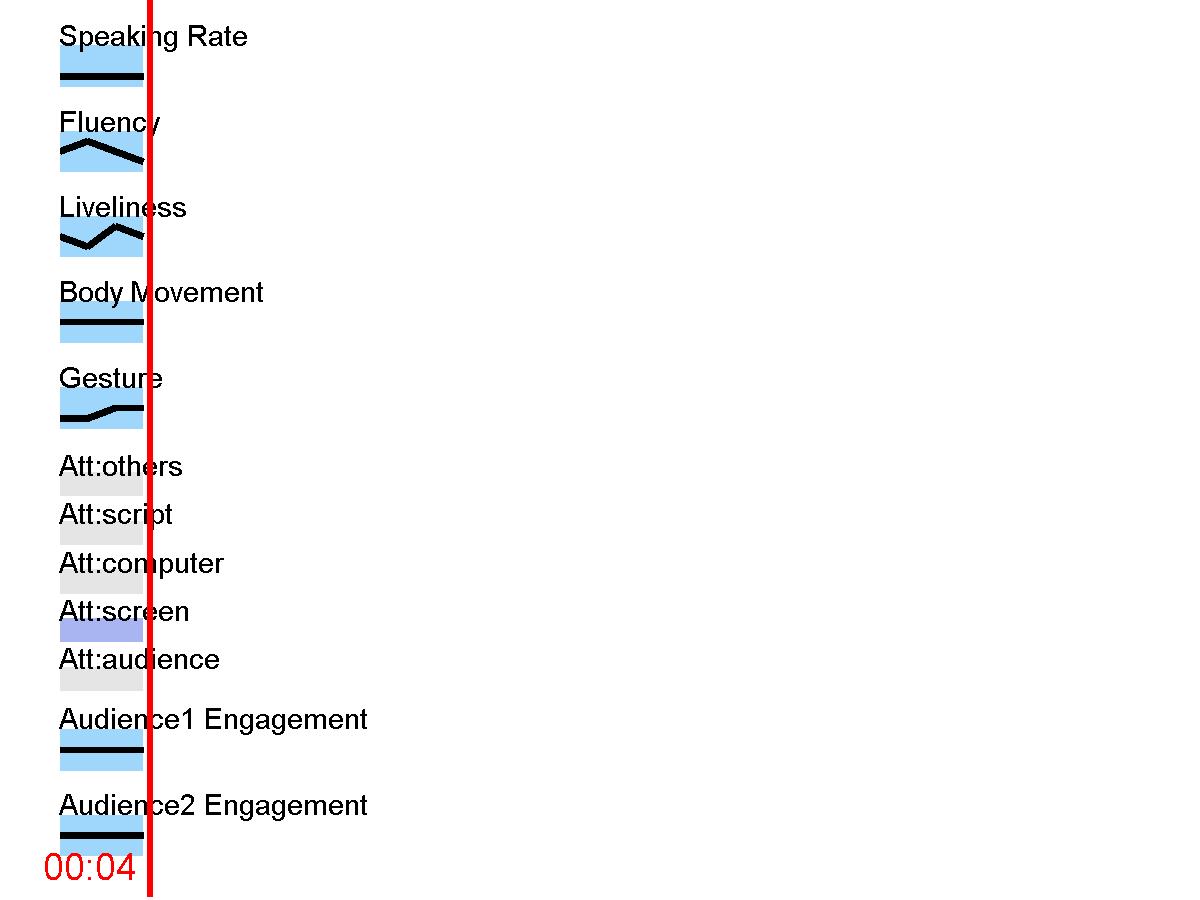 Speaking Rate
Fluency
Liveliness
Body Movement
Gesture
Att:others
Att:script
Att:computer
Att:screen
Att:audience
Audience1 Engagement
Audience2 Engagement
00:04